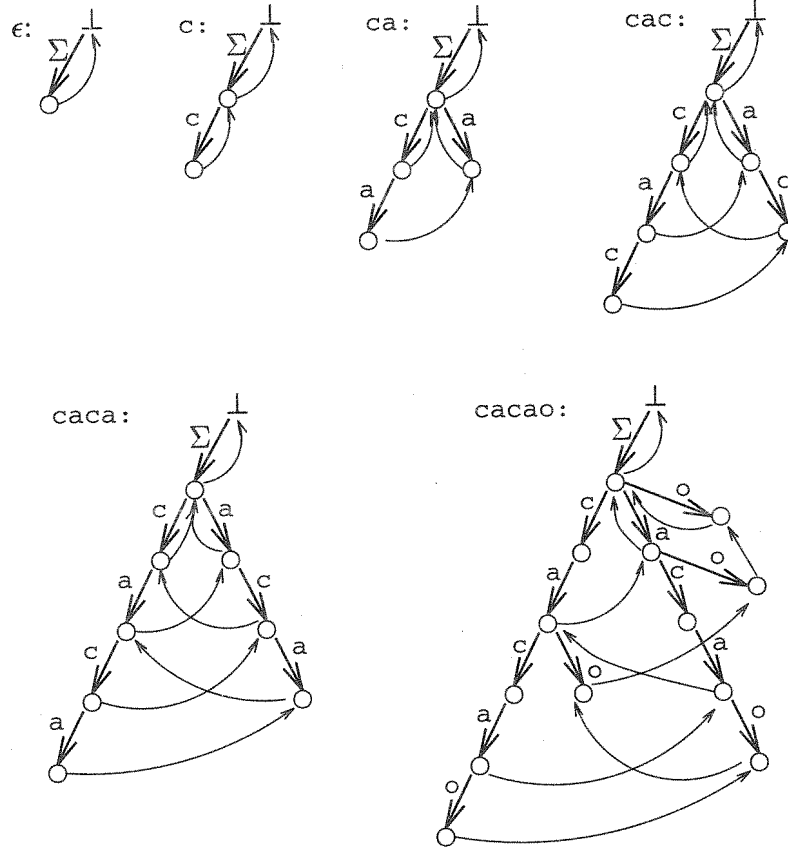 ϵ: ⊥
Σ
c: ⊥
Σ
c
ca: ⊥
Σ
c a
a
cac: ⊥
Σ
c a
a c
c
caca: ⊥
Σ
c a
a c
c a
a
cacao: ⊥
Σ
c a o
a c o
c o a
a o
o